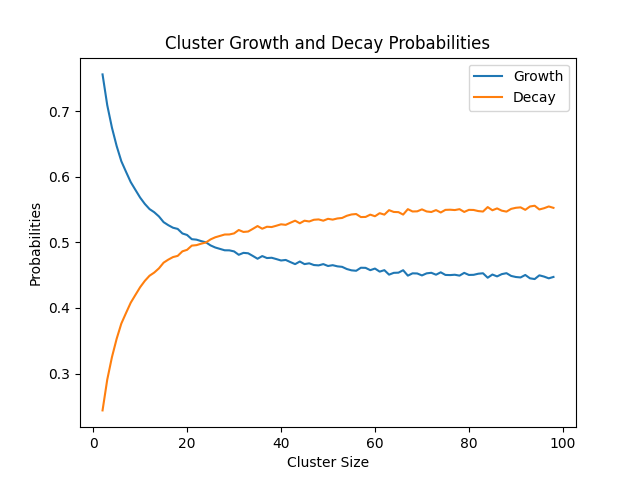 Cluster Growth and Decay Probabilities
Growth
Decay
Probabilities
0.7
0.6
0.5
0.4
0.3
0
20
40
60
80
100
Cluster Size